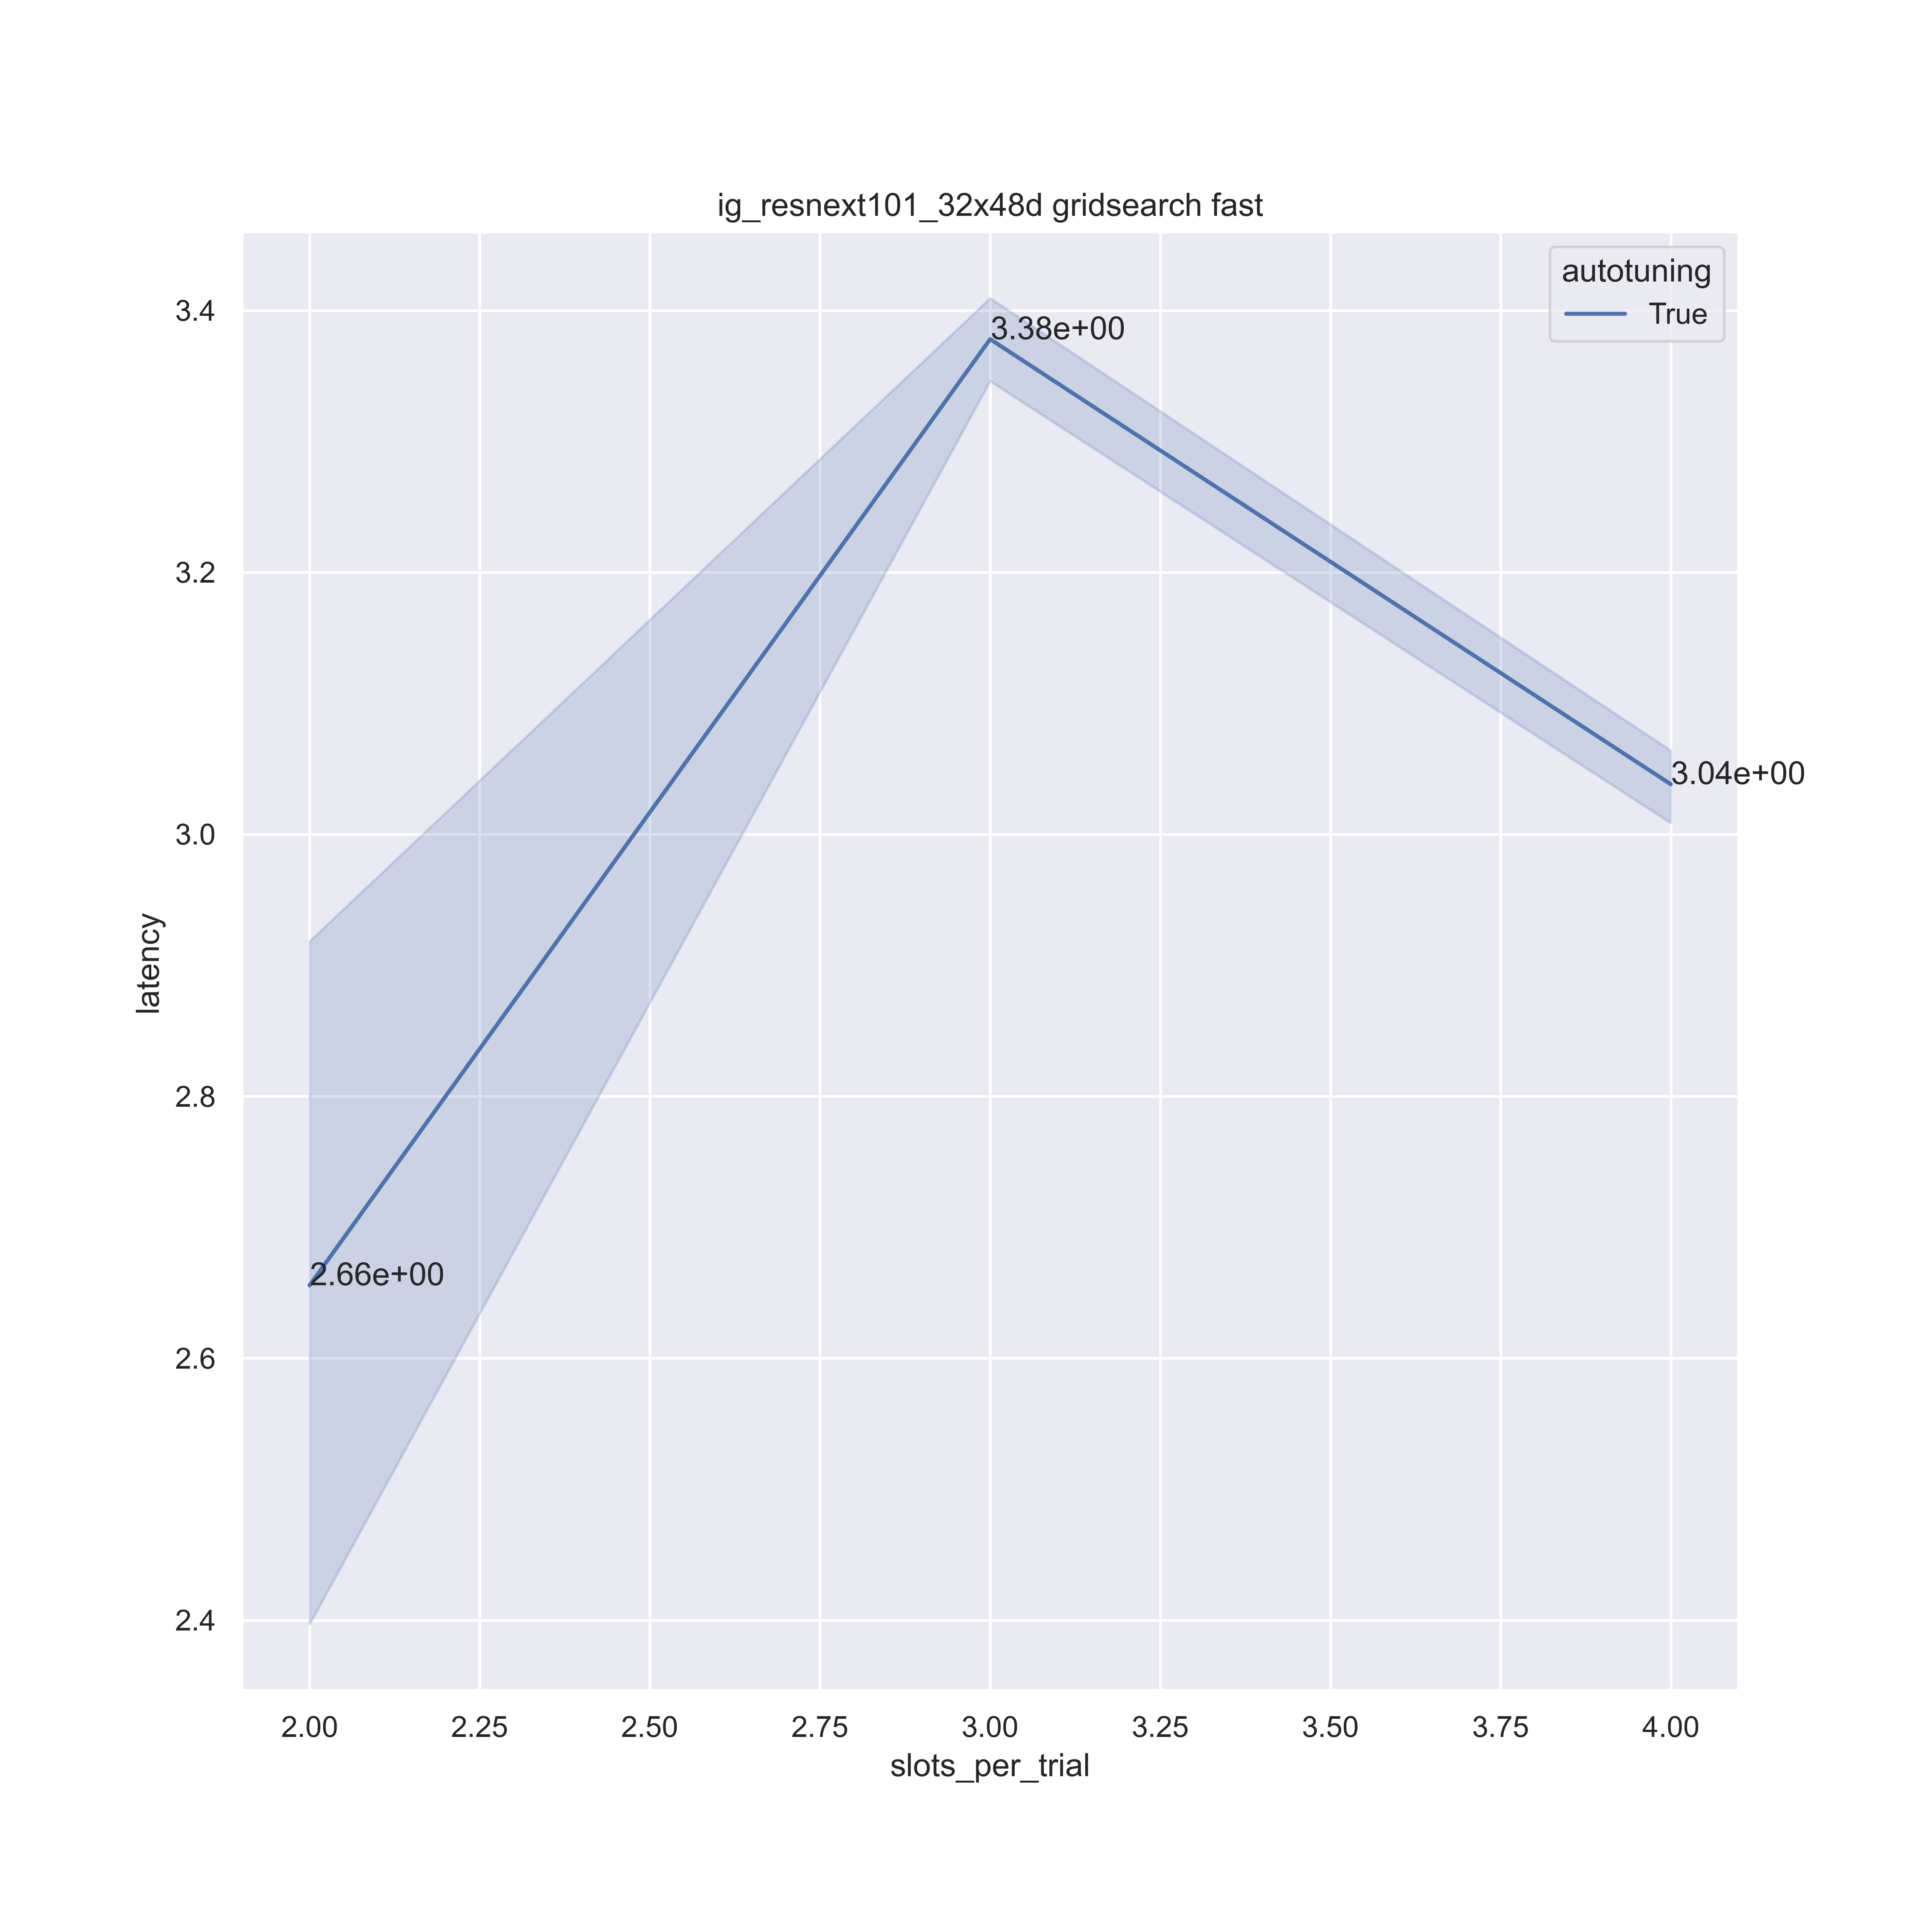 ig_resnext101_32x48d gridsearch fast
autotuning
True
3.4
3.2
3.0
2.8
2.6
2.4
latency
3.38e+00
3.04e+00
2.66e+00
2.00 2.25 2.50 2.75 3.00 3.25 3.50 3.75 4.00
slots_per_trial